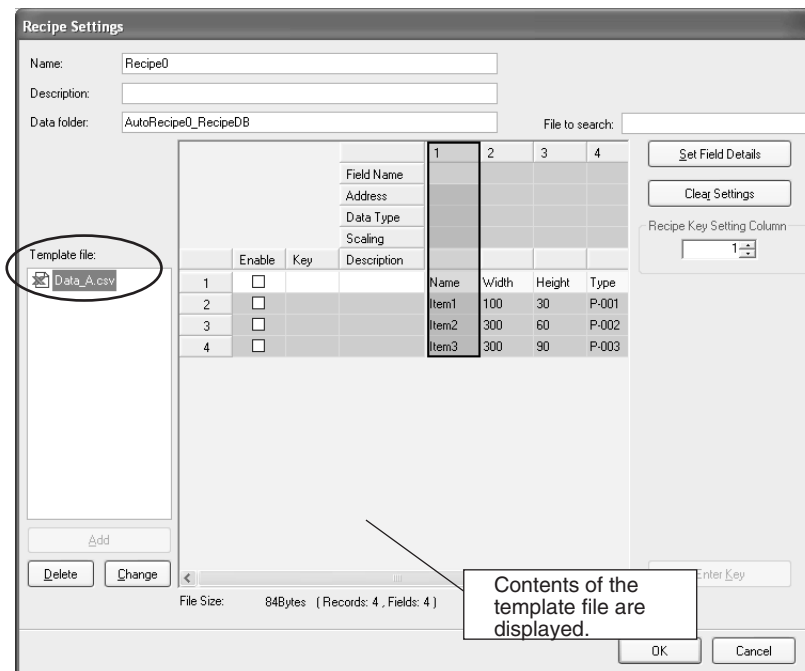 Recipe Settings
Name: Recipe0
Description:
Data folder: AutoRecipe0_RecipeDB
File to search:
1 2 3 4
Field Name
Address
Data Type
Scaling
Enable Key Description
1 Name Width Height Type
2 Item1 100 30 P-001
3 Item2 300 60 P-002
4 Item3 300 90 P-003
Template file:
Data_A.csv
Set Field Details
Clear Settings
Recipe Key Setting Column
1
Add
Delete Change
File Size: 84Bytes ( Records: 4 , Fields: 4 )
Enter Key
Contents of the
template file are
displayed.
OK Cancel